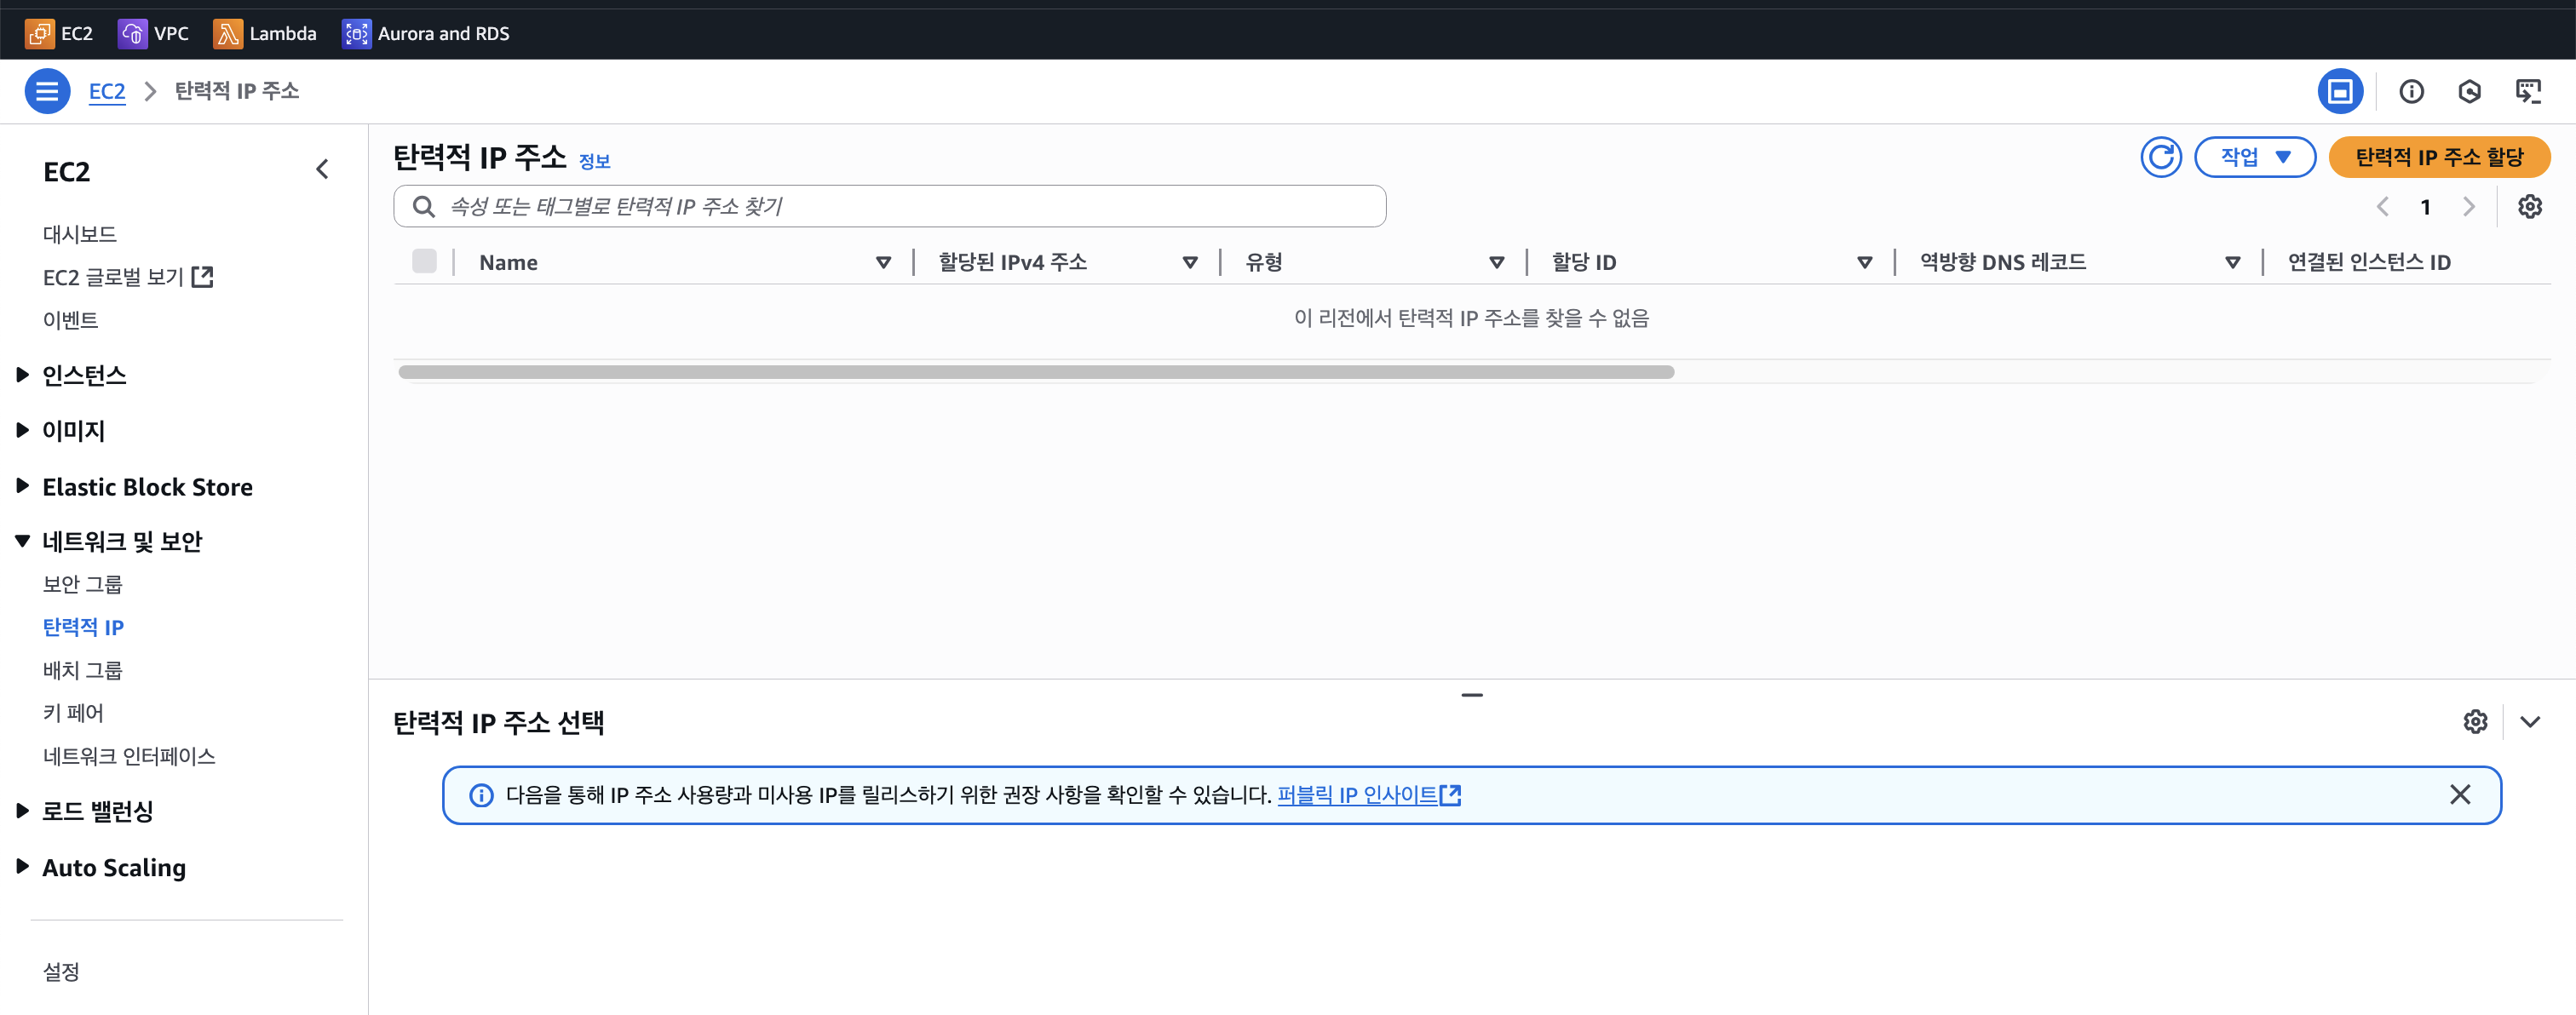 EC2 VPC Lambda Aurora and RDS
EC2 탄력적 IP 주소
EC2
대시보드
EC2 글로벌 보기
이벤트
인스턴스
이미지
Elastic Block Store
네트워크 및 보안
보안 그룹
탄력적 IP
배치 그룹
키 페어
네트워크 인터페이스
로드 밸런싱
Auto Scaling
설정
탄력적 IP 주소 정보
작업
탄력적 IP 주소 할당
속성 또는 태그별로 탄력적 IP 주소 찾기
1
Name 할당된 IPv4 주소 유형 할당 ID 역방향 DNS 레코드 연결된 인스턴스 ID
이 리전에서 탄력적 IP 주소를 찾을 수 없음
탄력적 IP 주소 선택
다음을 통해 IP 주소 사용량과 미사용 IP를 릴리스하기 위한 권장 사항을 확인할 수 있습니다. 퍼블릭 IP 인사이트